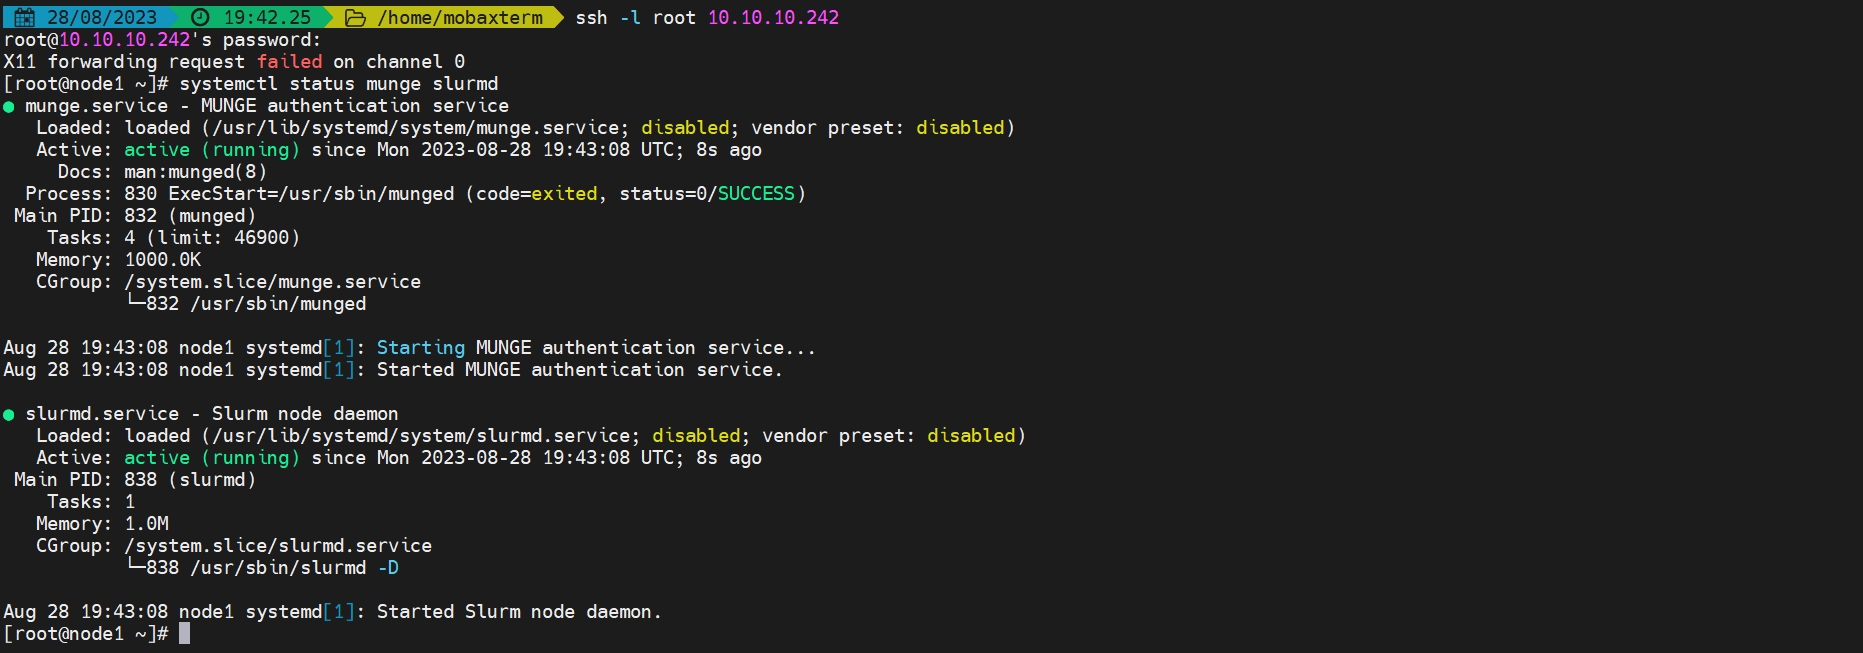 28/08/2023 19:42.25 /home/mobaxterm ssh -l root 10.10.10.242
root@10.10.10.242's password:
X11 forwarding request failed on channel 0
[root@node1 ~]# systemctl status munge slurmd
● munge.service - MUNGE authentication service
   Loaded: loaded (/usr/lib/systemd/system/munge.service; disabled; vendor preset: disabled)
   Active: active (running) since Mon 2023-08-28 19:43:08 UTC; 8s ago
     Docs: man:munged(8)
  Process: 830 ExecStart=/usr/sbin/munged (code=exited, status=0/SUCCESS)
 Main PID: 832 (munged)
    Tasks: 4 (limit: 46900)
   Memory: 1000.0K
   CGroup: /system.slice/munge.service
           └─832 /usr/sbin/munged

Aug 28 19:43:08 node1 systemd[1]: Starting MUNGE authentication service...
Aug 28 19:43:08 node1 systemd[1]: Started MUNGE authentication service.

● slurmd.service - Slurm node daemon
   Loaded: loaded (/usr/lib/systemd/system/slurmd.service; disabled; vendor preset: disabled)
   Active: active (running) since Mon 2023-08-28 19:43:08 UTC; 8s ago
 Main PID: 838 (slurmd)
    Tasks: 1
   Memory: 1.0M
   CGroup: /system.slice/slurmd.service
           └─838 /usr/sbin/slurmd -D

Aug 28 19:43:08 node1 systemd[1]: Started Slurm node daemon.
[root@node1 ~]#